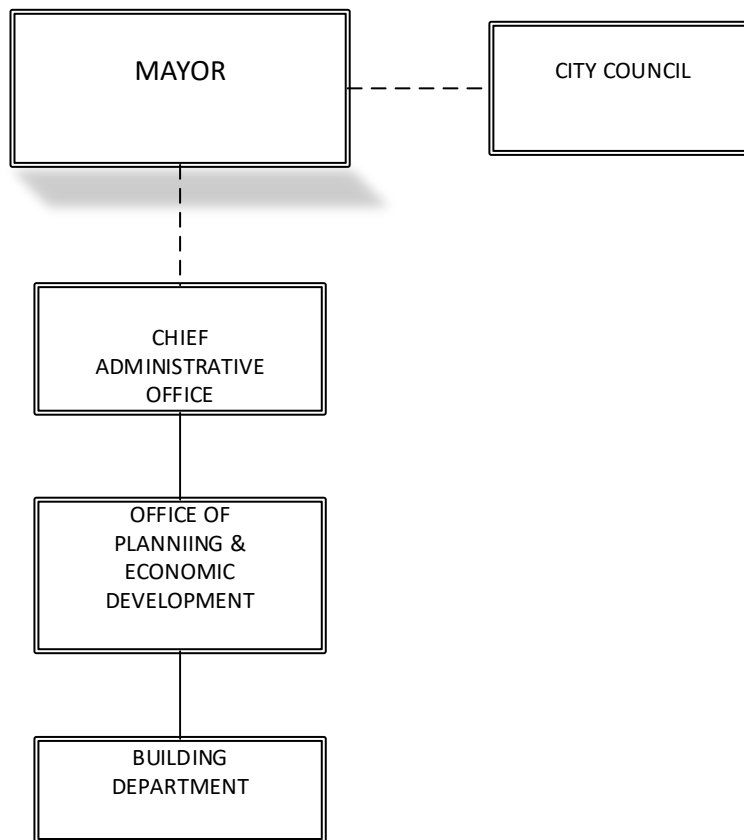 MAYOR
CITY COUNCIL
CHIEF
ADMINISTRATIVE
OFFICE
OFFICE OF
PLANNIING &
ECONOMIC
DEVELOPMENT
BUILDING
DEPARTMENT